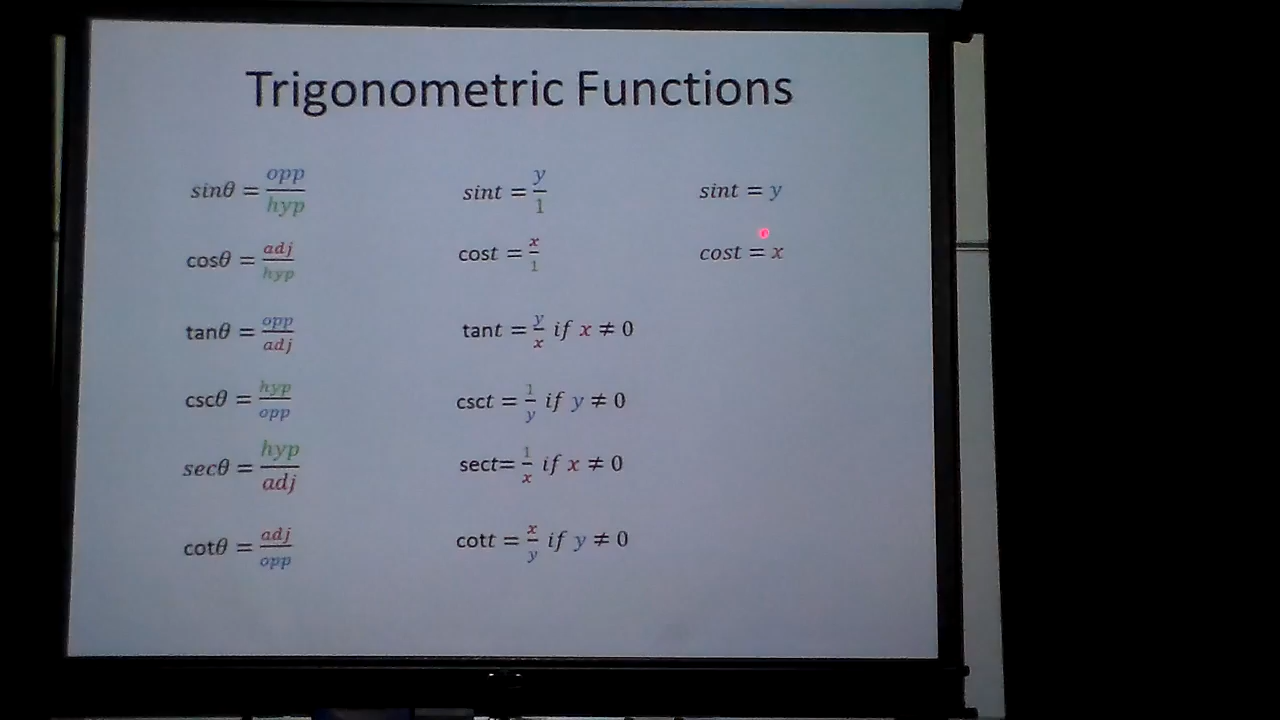 Trigonometric Functions
sinθ = opp/hyp
sint = y/1
sint = y
cosθ = adj/hyp
cost = x/1
cost = x
tanθ = opp/adj
tant = y/x if x ≠ 0
cscθ = hyp/opp
csct = 1/y if y ≠ 0
secθ = hyp/adj
sect= 1/x if x ≠ 0
cotθ = adj/opp
cott = x/y if y ≠ 0